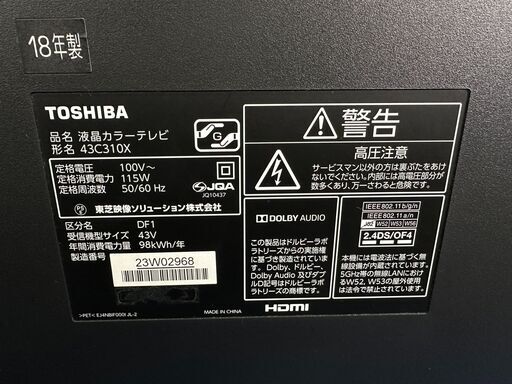 18年製
TOSHIBA
品名 液晶カラーテレビ
形名 43C310X
定格電圧 100V～
定格消費電力 115W
定格周波数 50/60 Hz
G
JQA
JQ10437
PS
E
東芝映像ソリューション株式会社
区分名 DF1
受信機型サイズ 43V
年間消費電力量 98kWh/年
製造番号
23W02968
>PET< E34NBIF000I JL-2
MADE IN CHINA
警告
高圧注意
サービスマン以外の方は裏ぶたをあけ
ないでください。内部には高電圧部分が
数多くあり、万一さわると危険です。
DOLBY AUDIO
この製品はドルビーラボ
ラトリーズからの実施権
に基づき製造されていま
す。Dolby、ドルビー、
Dolby Audio 及びダブ
ルD記号はドルビーラボ
ラトリーズの商標です。
HDMI
IEEE802.11b/g/n
IEEE802.11a/n
W52 W53 W56
2.4DS/OF4
本機には電波法に基づく無
線設備が内蔵されています。
5GHz帯の無線LANにおけ
るW52、W53の屋外使用
は法令で禁止されています。